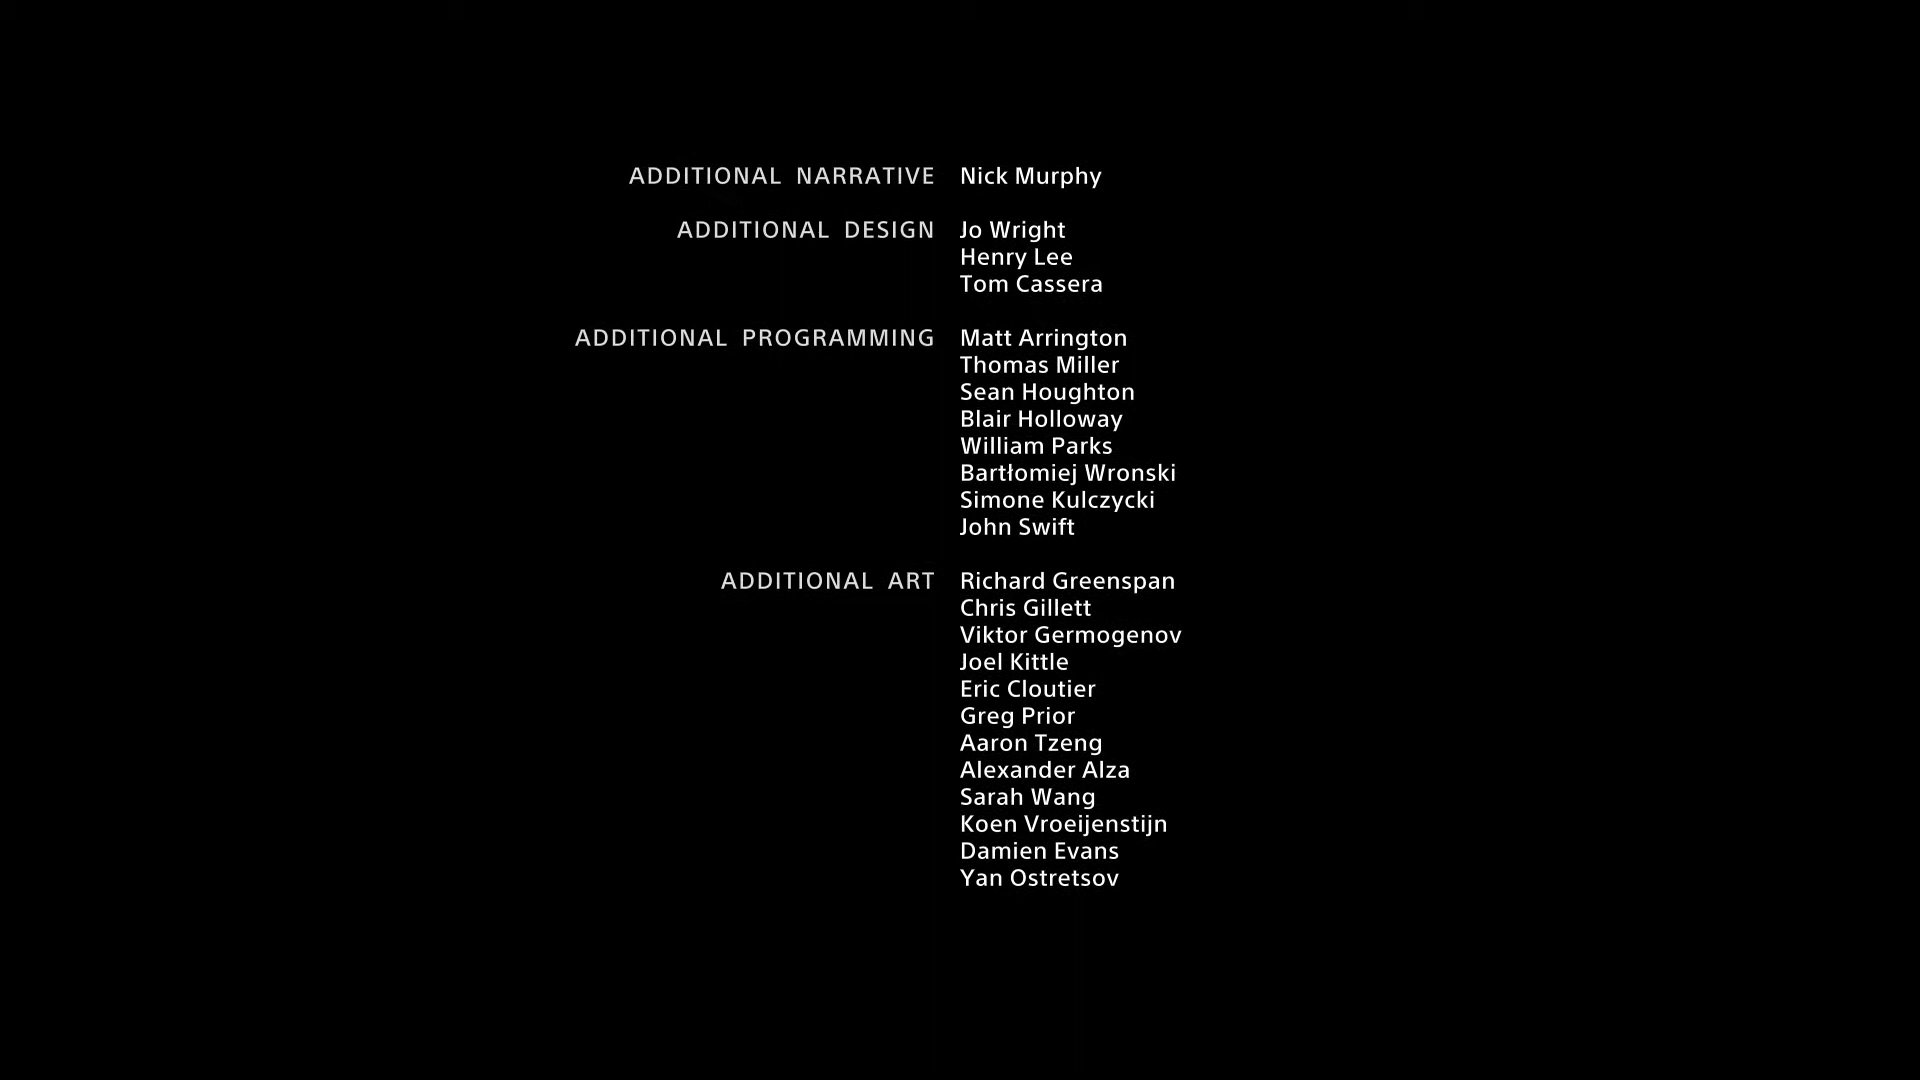 ADDITIONAL NARRATIVE Nick Murphy
ADDITIONAL DESIGN Jo Wright
Henry Lee
Tom Cassera
ADDITIONAL PROGRAMMING Matt Arrington
Thomas Miller
Sean Houghton
Blair Holloway
William Parks
Bartłomiej Wronski
Simone Kulczycki
John Swift
ADDITIONAL ART Richard Greenspan
Chris Gillett
Viktor Germogenov
Joel Kittle
Eric Cloutier
Greg Prior
Aaron Tzeng
Alexander Alza
Sarah Wang
Koen Vroeijenstijn
Damien Evans
Yan Ostretsov